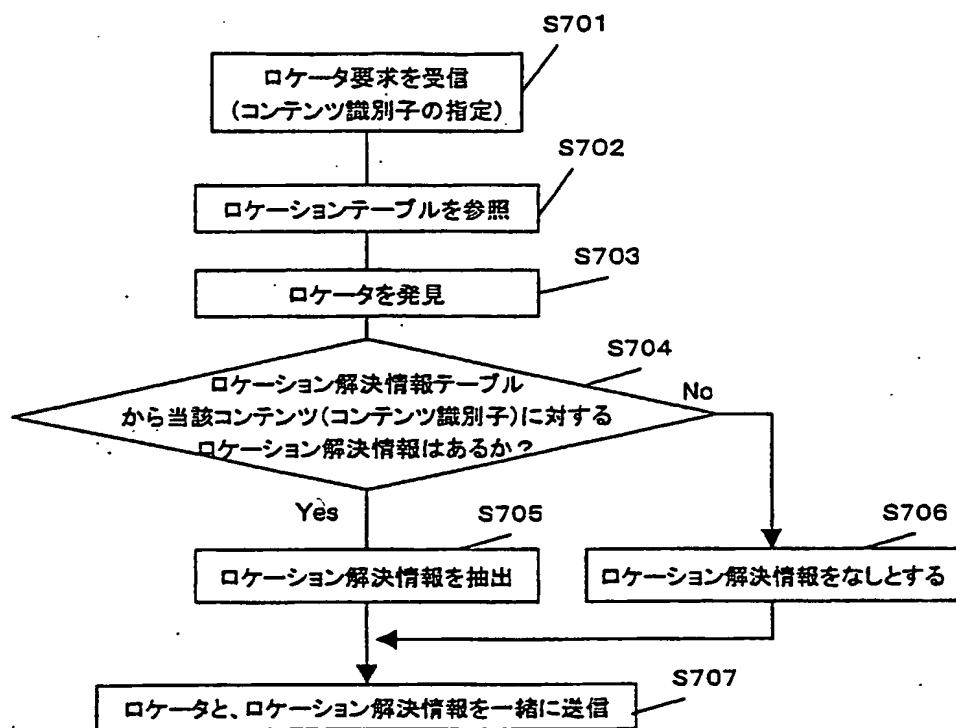 S701
ロケータ要求を受信
(コンテンツ識別子の指定)
S702
ロケーションテーブルを参照
S703
ロケータを発見
S704
ロケーション解決情報テーブル
から当該コンテンツ(コンテンツ識別子)に対する
ロケーション解決情報はあるか?
No
Yes
S705
ロケーション解決情報を抽出
S706
ロケーション解決情報をなしとする
S707
ロケータと、ロケーション解決情報を一緒に送信